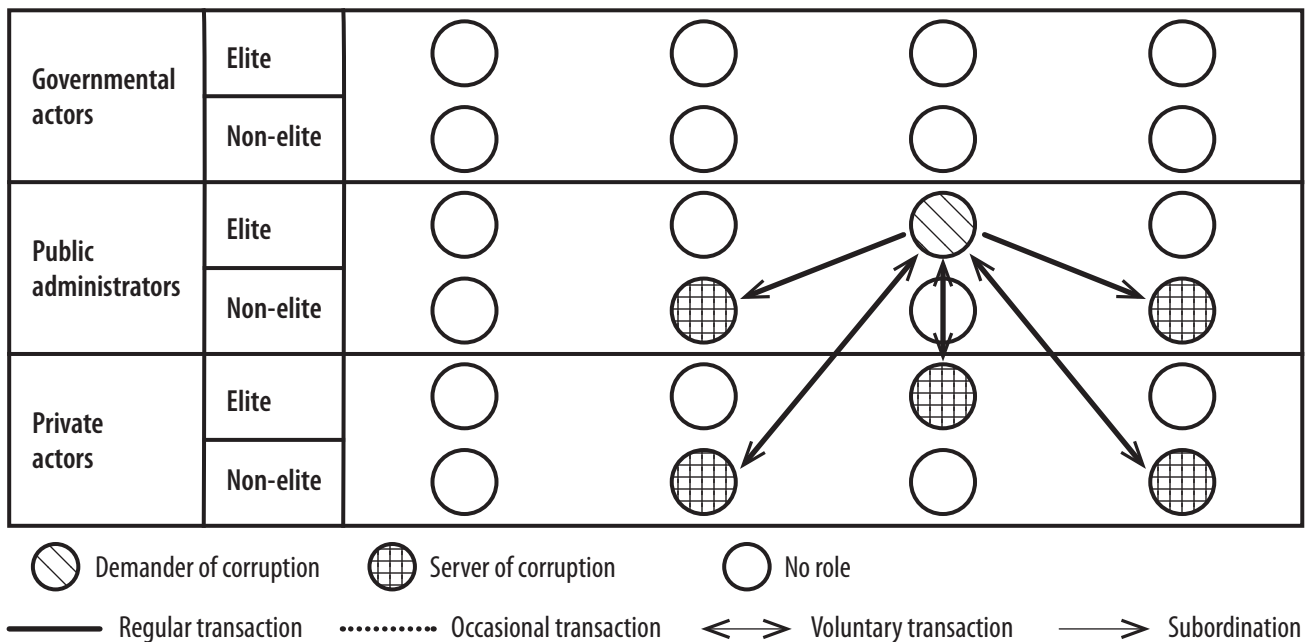 Governmental
actors
Elite
Non-elite
Public
administrators
Elite
Non-elite
Private
actors
Elite
Non-elite
Demander of corruption
Server of corruption
No role
Regular transaction
Occasional transaction
Voluntary transaction
Subordination